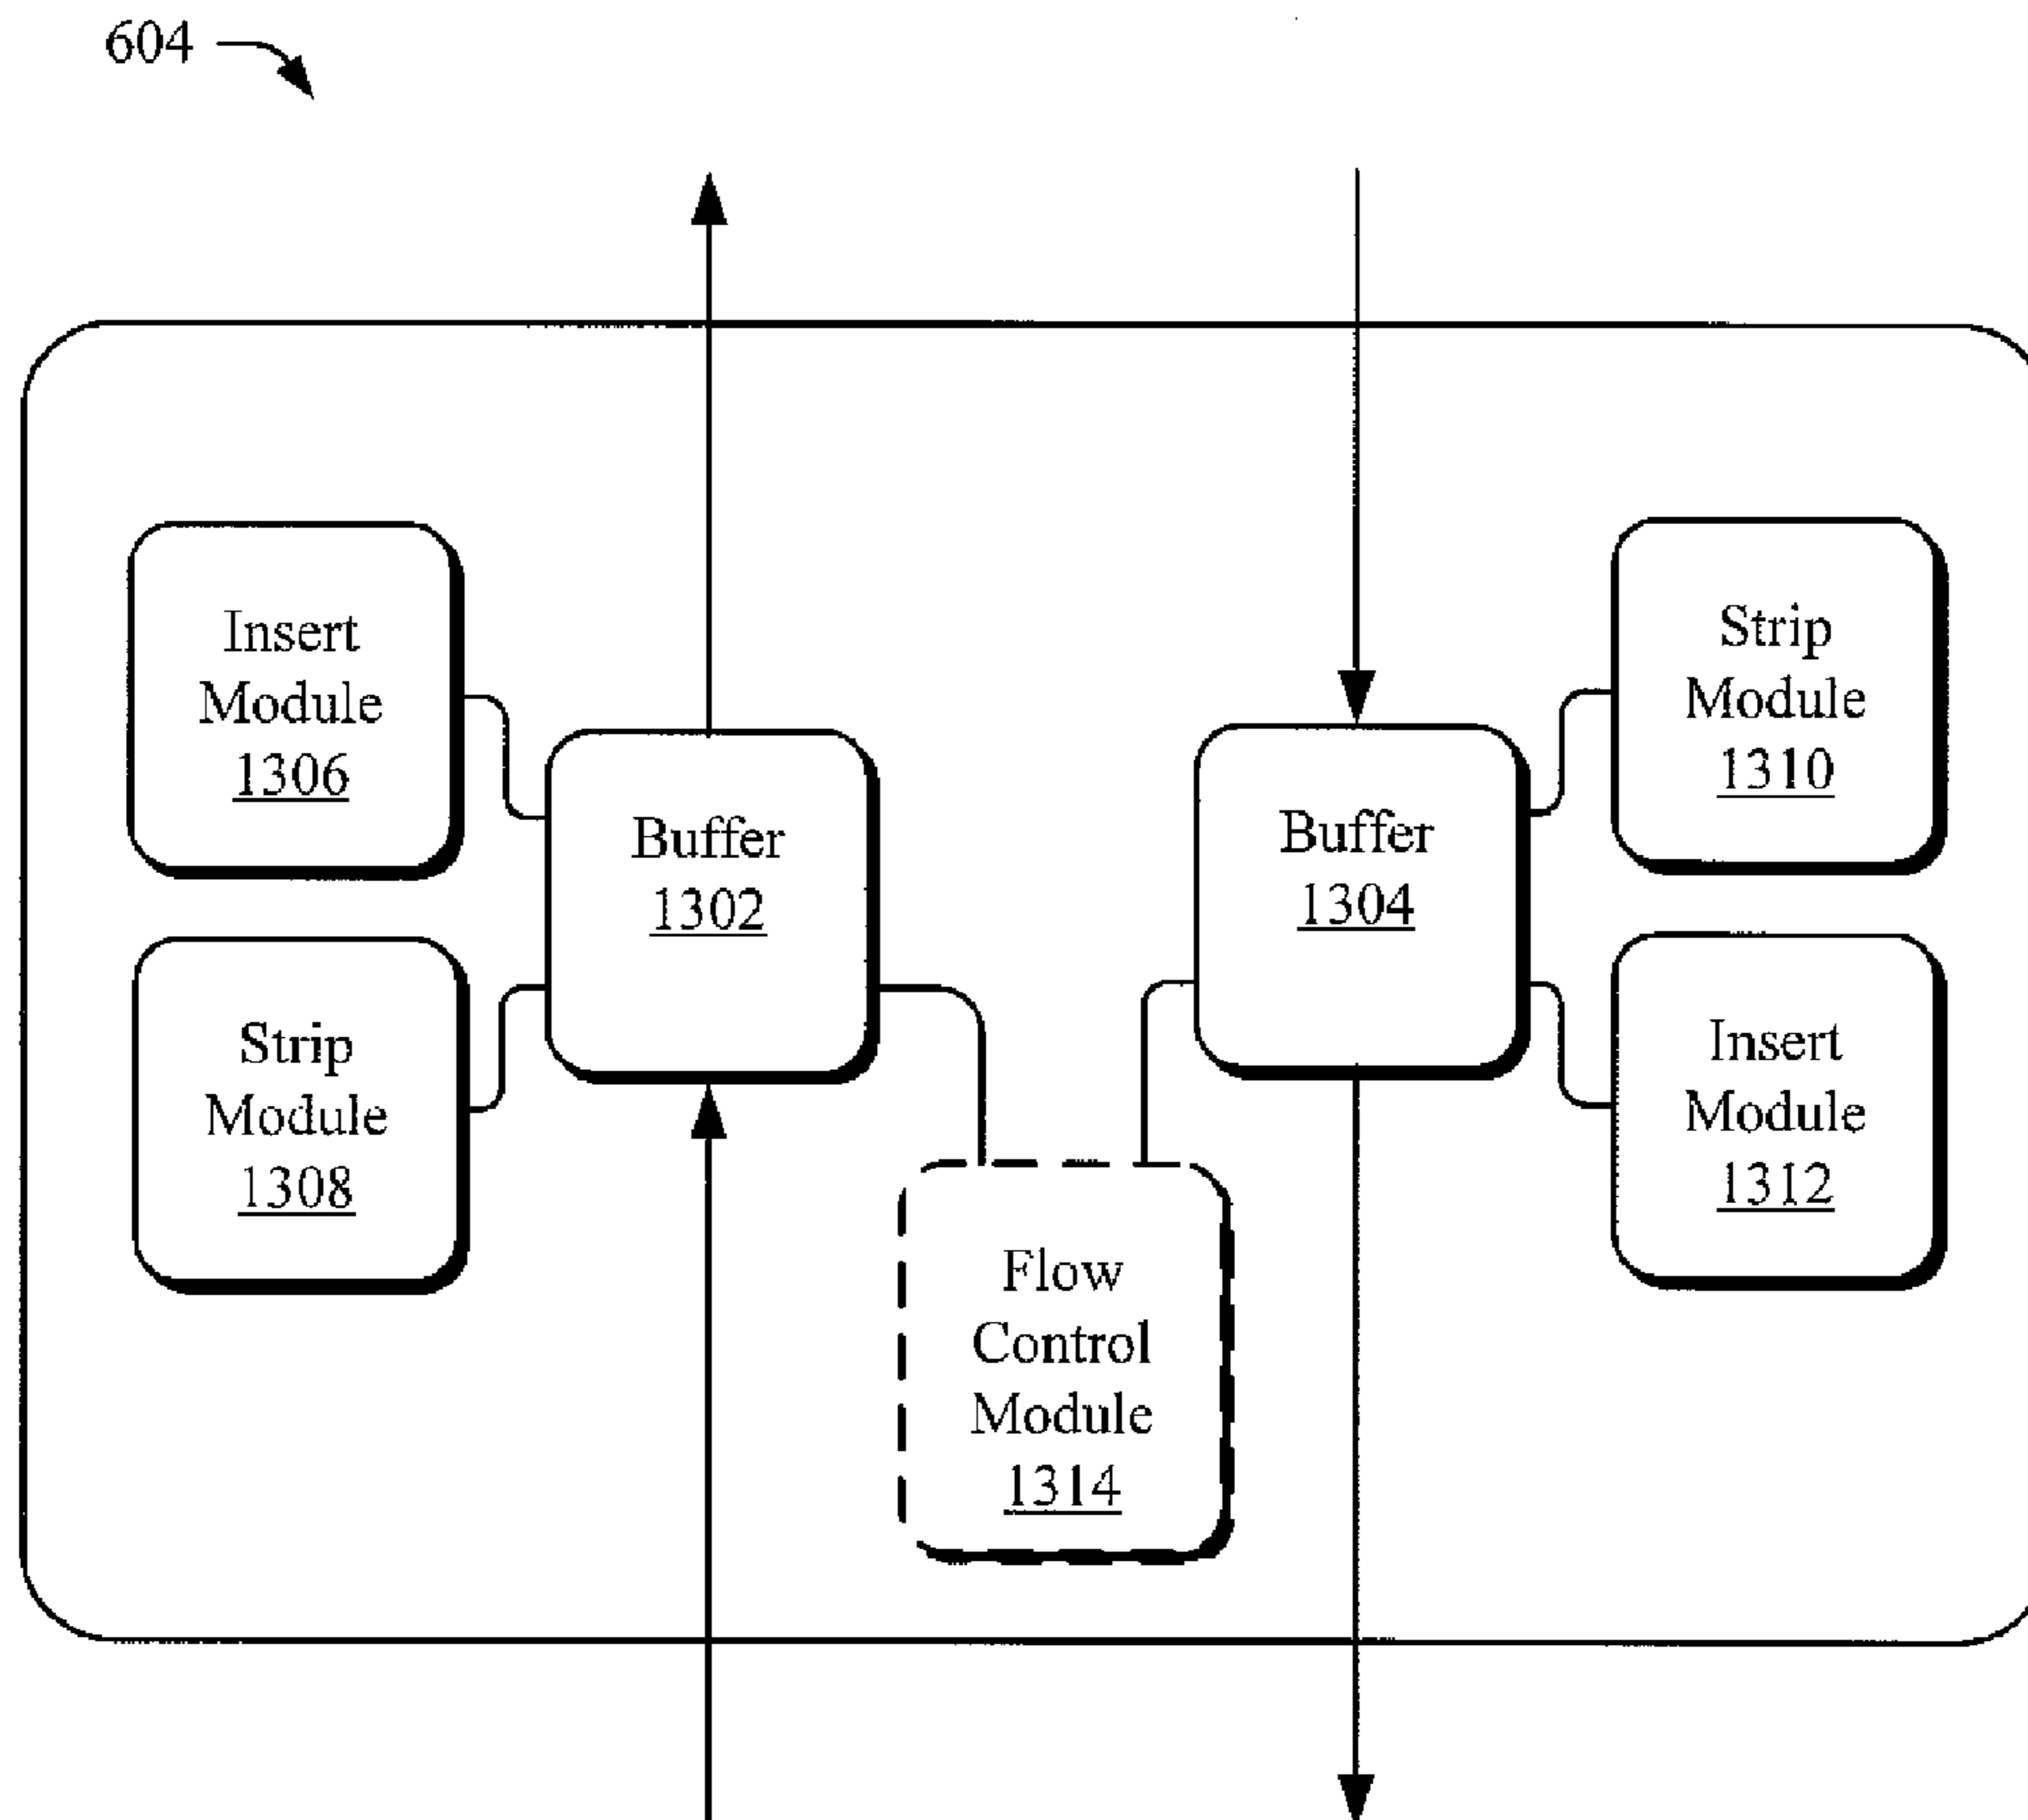 604
Insert
Module
1306
Strip
Module
1308
Buffer
1302
Buffer
1304
Strip
Module
1310
Insert
Module
1312
Flow
Control
Module
1314